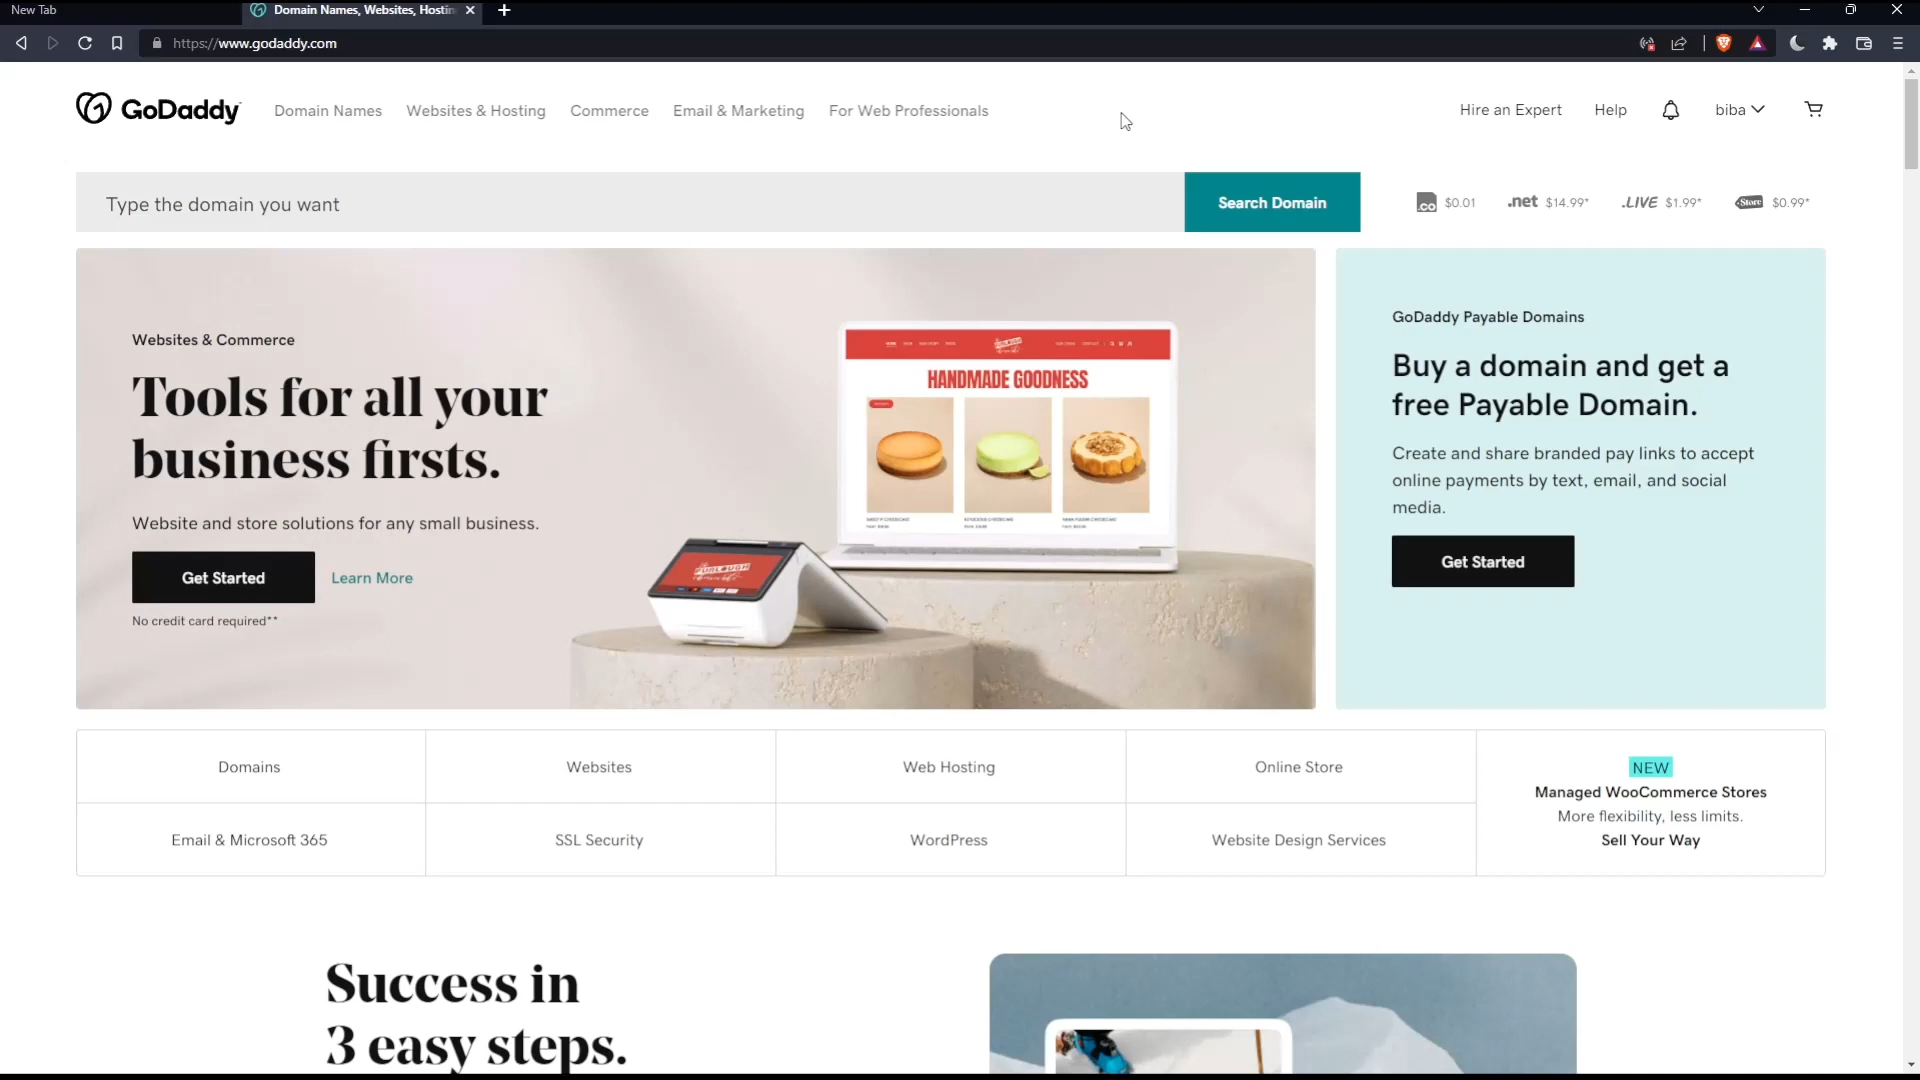 New Tab
Domain Names, Websites, Hostin
https://www.godaddy.com
GoDaddy
Domain Names
Websites & Hosting
Commerce
Email & Marketing
For Web Professionals
Hire an Expert
Help
biba
Type the domain you want
Search Domain
.co $0.01
.net $14.99*
.LIVE $1.99*
.Store $0.99*
Websites & Commerce
Tools for all your
business firsts.
Website and store solutions for any small business.
Get Started
Learn More
No credit card required**
HANDMADE GOODNESS
GoDaddy Payable Domains
Buy a domain and get a
free Payable Domain.
Create and share branded pay links to accept
online payments by text, email, and social
media.
Get Started
Domains
Websites
Web Hosting
Online Store
Email & Microsoft 365
SSL Security
WordPress
Website Design Services
NEW
Managed WooCommerce Stores
More flexibility, less limits.
Sell Your Way
Success in
3 easy steps.